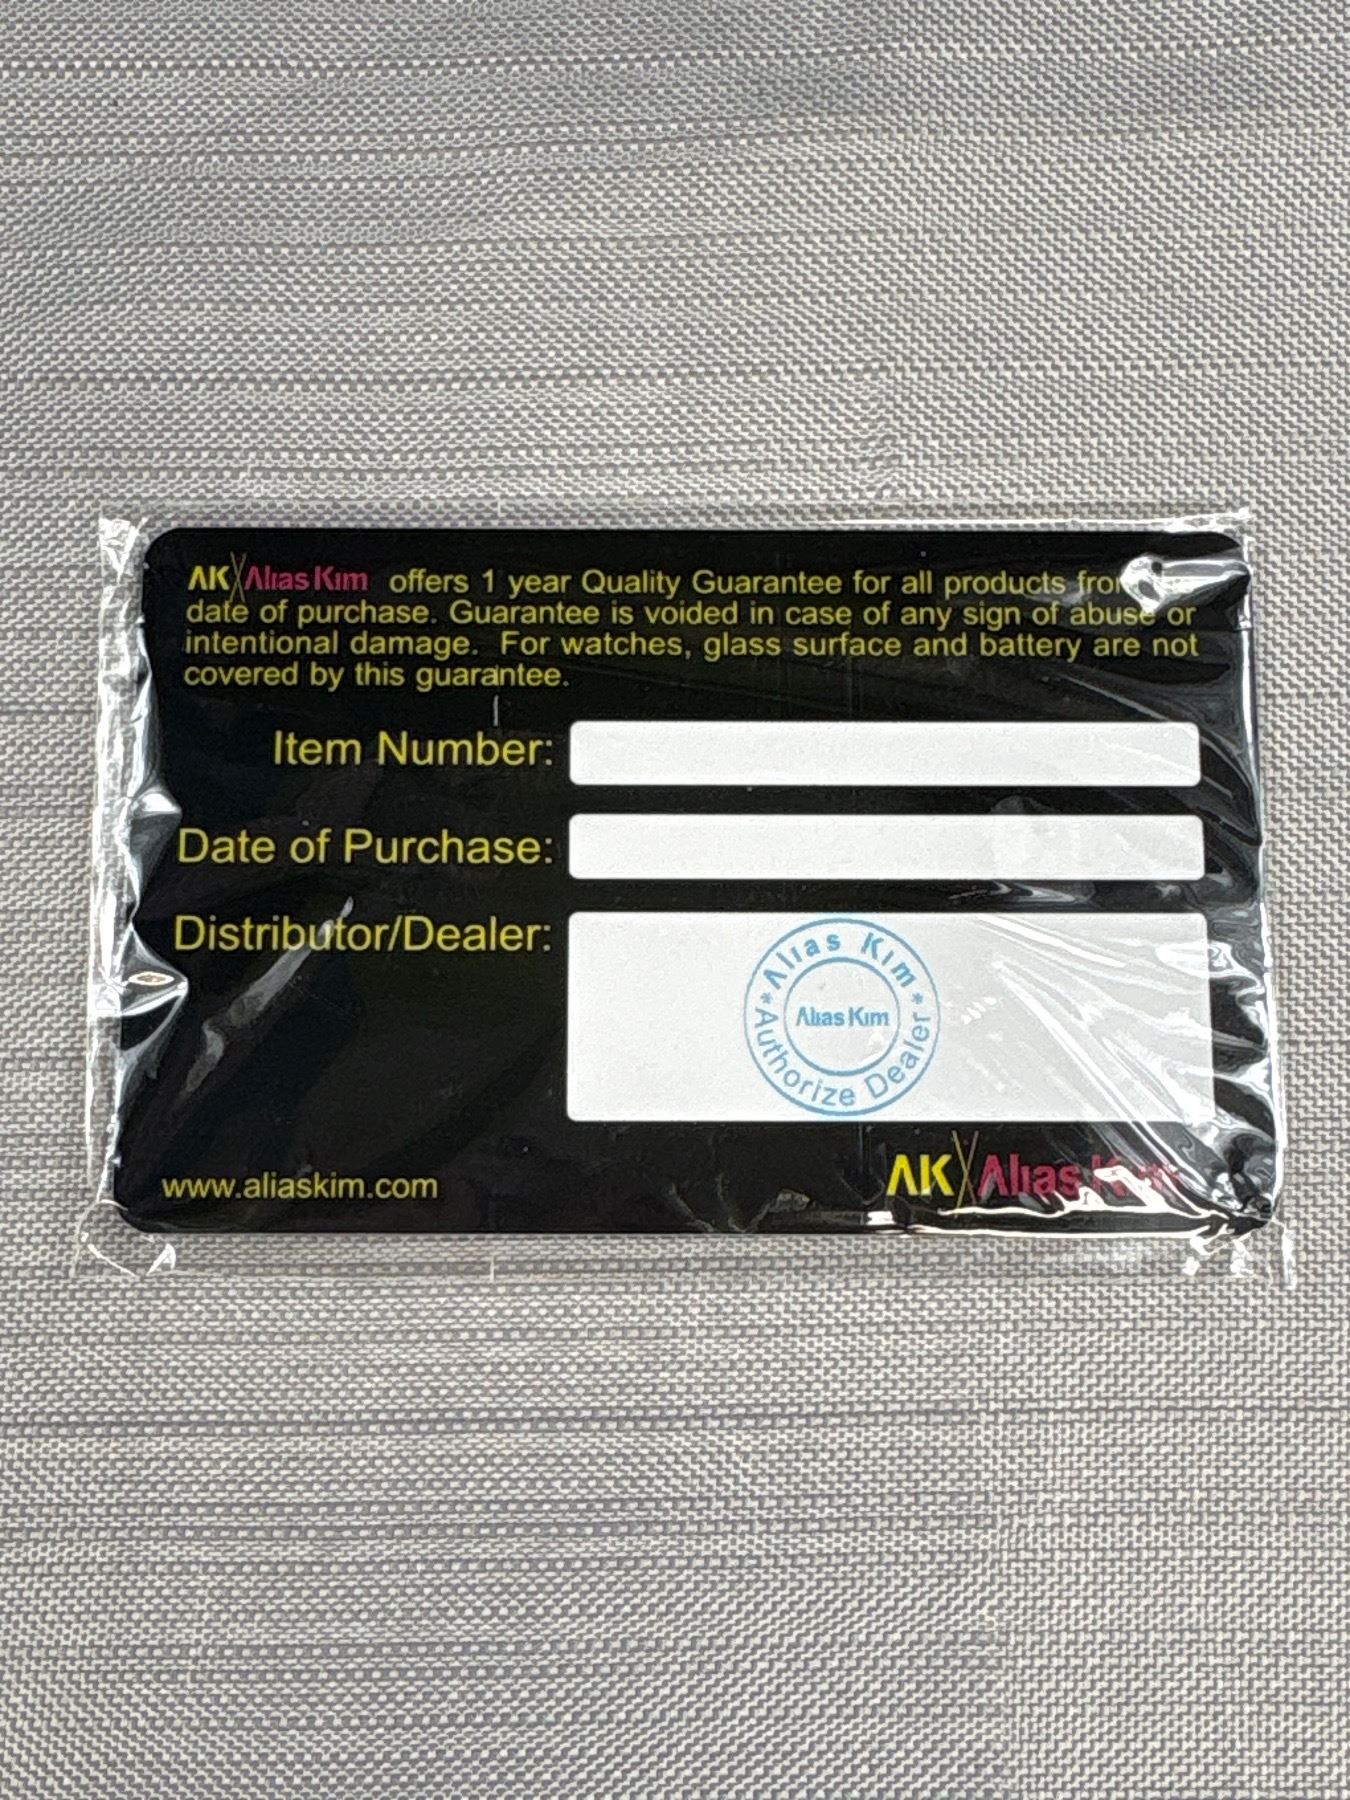 AK Alias Kim offers 1 year Quality Guarantee for all products from
date of purchase. Guarantee is voided in case of any sign of abuse or
intentional damage. For watches, glass surface and battery are not
covered by this guarantee.
Item Number:
Date of Purchase:
Distributor/Dealer:
Alias Kim
Alias Kim
*Authorize Dealer*
www.aliaskim.com
AK Alias Kim